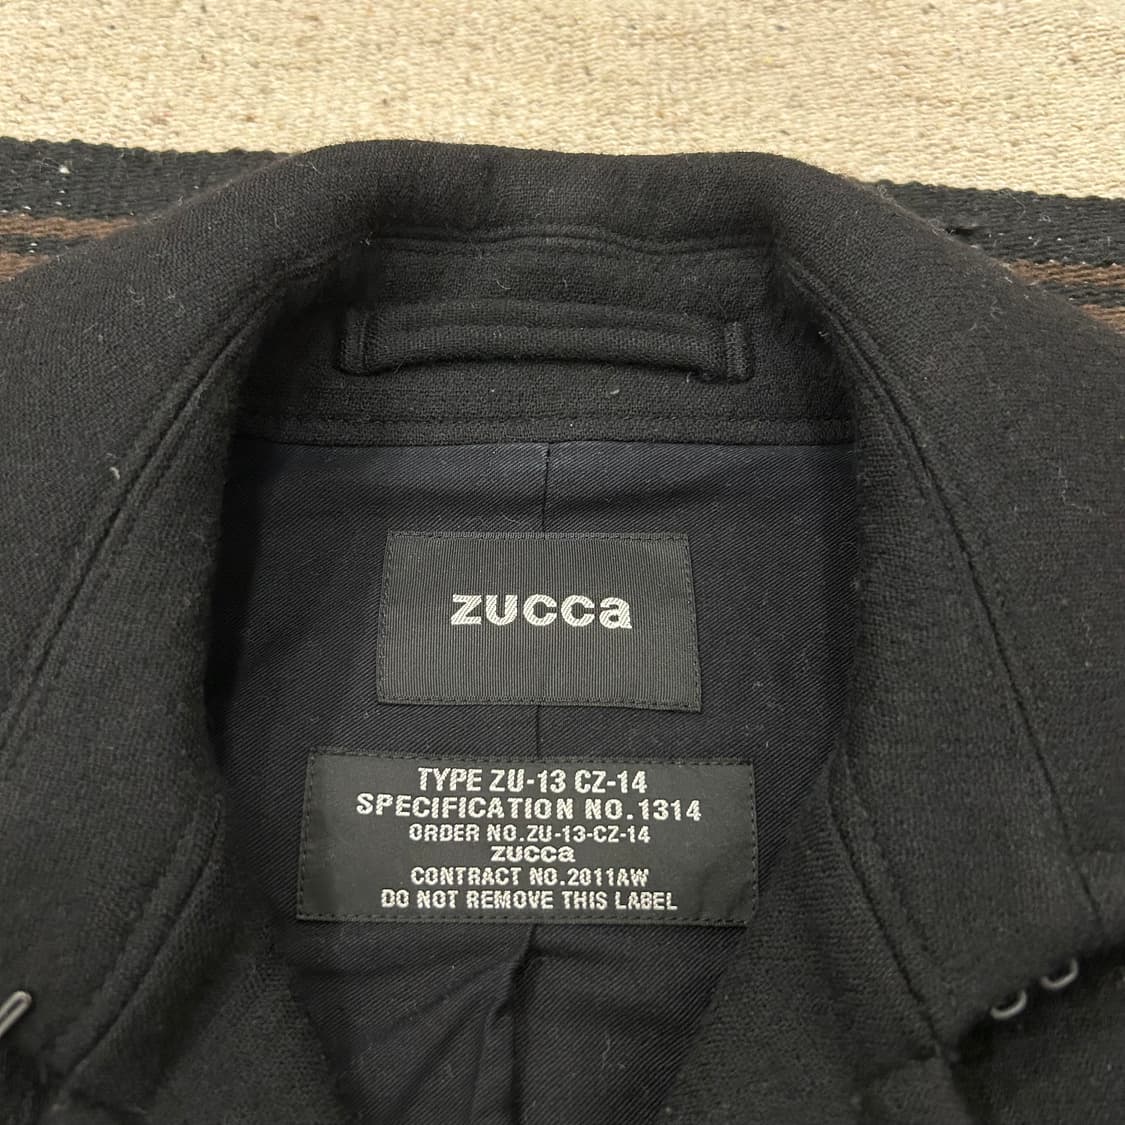 zucca
TYPE ZU-13 CZ-14
SPECIFICATION NO.1314
ORDER NO.ZU-13-CZ-14
zucca
CONTRACT NO.2011AW
DO NOT REMOVE THIS LABEL